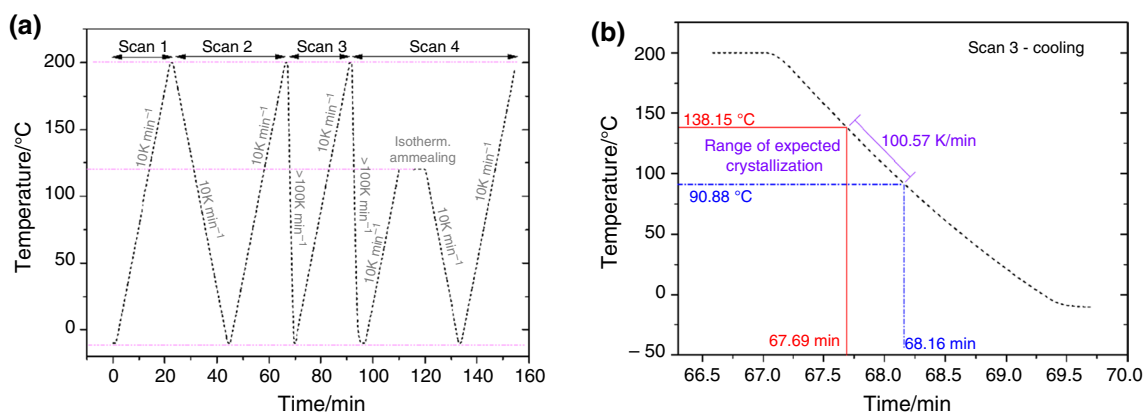 (a)
Scan 1
Scan 2
Scan 3
Scan 4
200
150
100
50
0
Temperature/°C
10K min⁻¹
10K min⁻¹
10K min⁻¹
>100K min⁻¹
10K min⁻¹
>100K min⁻¹
10K min⁻¹
Isotherm.
ammealing
10K min⁻¹
10K min⁻¹
0 20 40 60 80 100 120 140 160
Time/min
(b)
Scan 3 - cooling
200
150
100
50
0
– 50
Temperature/°C
138.15 °C
Range of expected
crystallization
100.57 K/min
90.88 °C
67.69 min
68.16 min
66.5 67.0 67.5 68.0 68.5 69.0 69.5 70.0
Time/min